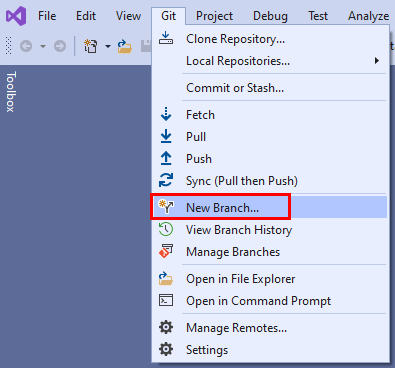 File Edit View Git Project Debug Test Analyze
Toolbox
Clone Repository...
Local Repositories...
Commit or Stash...
Fetch
Pull
Push
Sync (Pull then Push)
New Branch...
View Branch History
Manage Branches
Open in File Explorer
Open in Command Prompt
Manage Remotes...
Settings